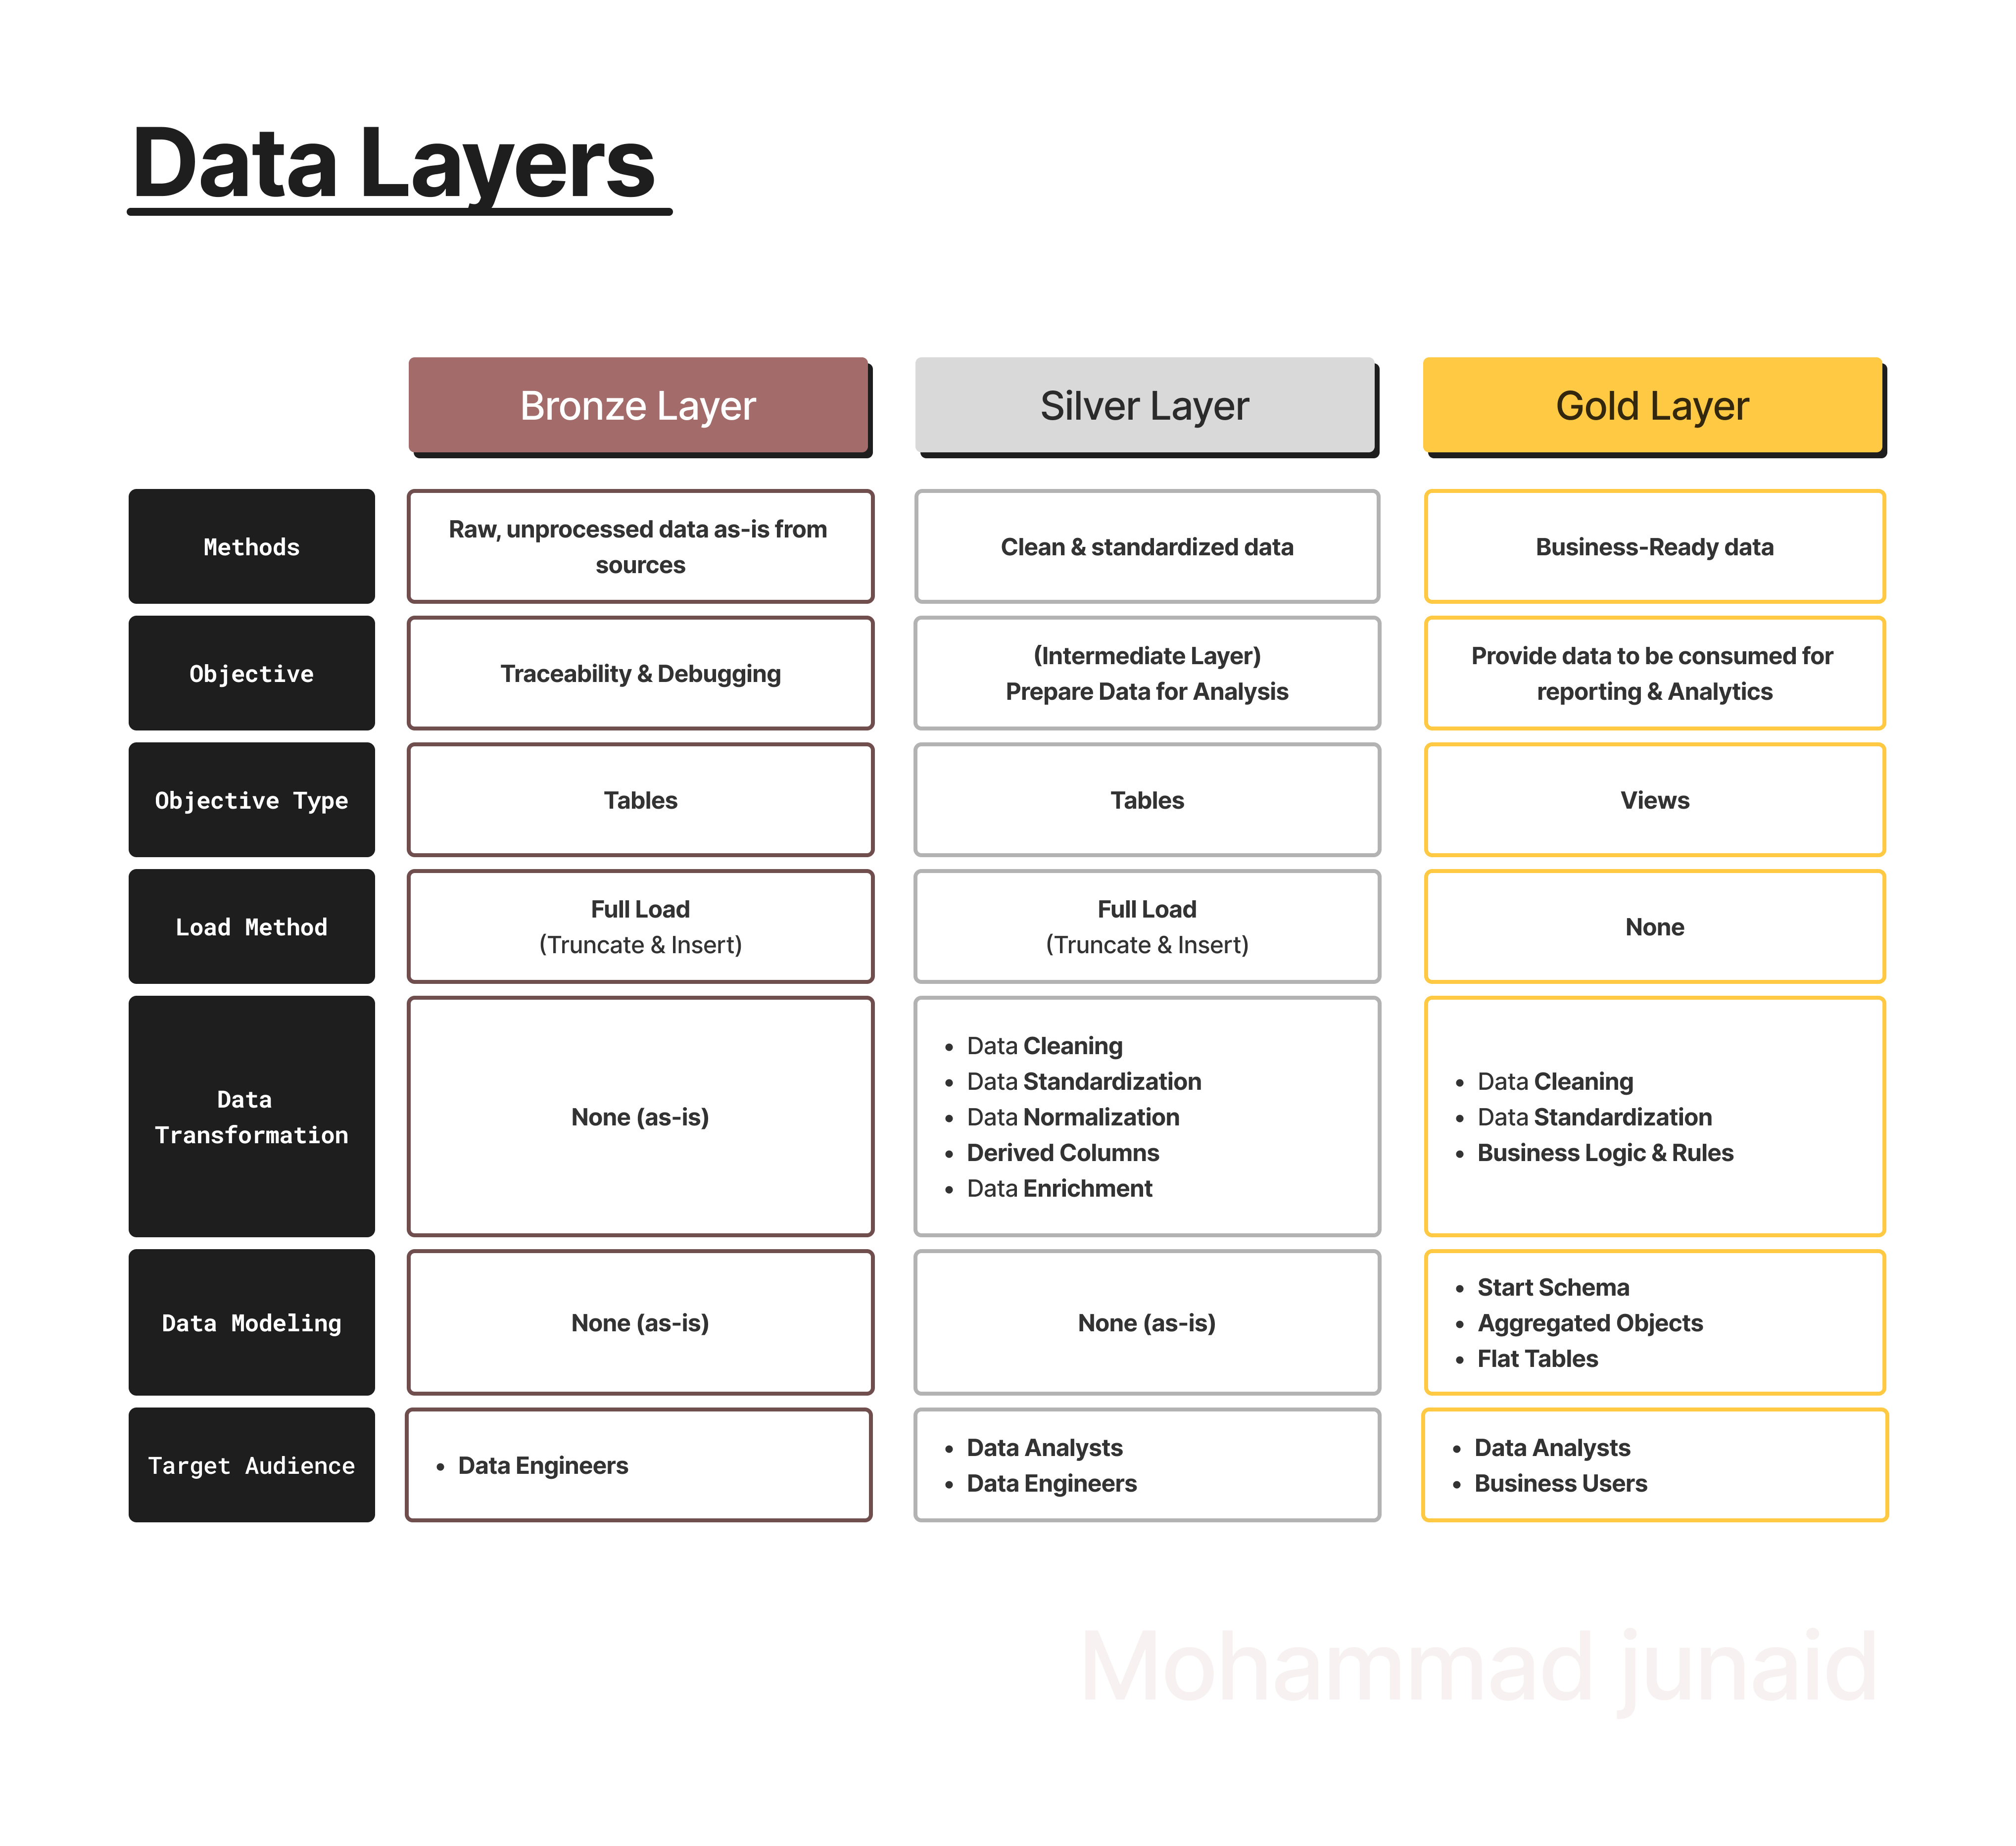 Data Layers
Bronze Layer
Silver Layer
Gold Layer
Methods
Raw, unprocessed data as-is from
sources
Clean & standardized data
Business-Ready data
Objective
Traceability & Debugging
(Intermediate Layer)
Prepare Data for Analysis
Provide data to be consumed for
reporting & Analytics
Objective Type
Tables
Tables
Views
Load Method
Full Load
(Truncate & Insert)
Full Load
(Truncate & Insert)
None
Data
Transformation
None (as-is)
• Data Cleaning
• Data Standardization
• Data Normalization
• Derived Columns
• Data Enrichment
• Data Cleaning
• Data Standardization
• Business Logic & Rules
Data Modeling
None (as-is)
None (as-is)
• Start Schema
• Aggregated Objects
• Flat Tables
Target Audience
• Data Engineers
• Data Analysts
• Data Engineers
• Data Analysts
• Business Users
Mohammad junaid